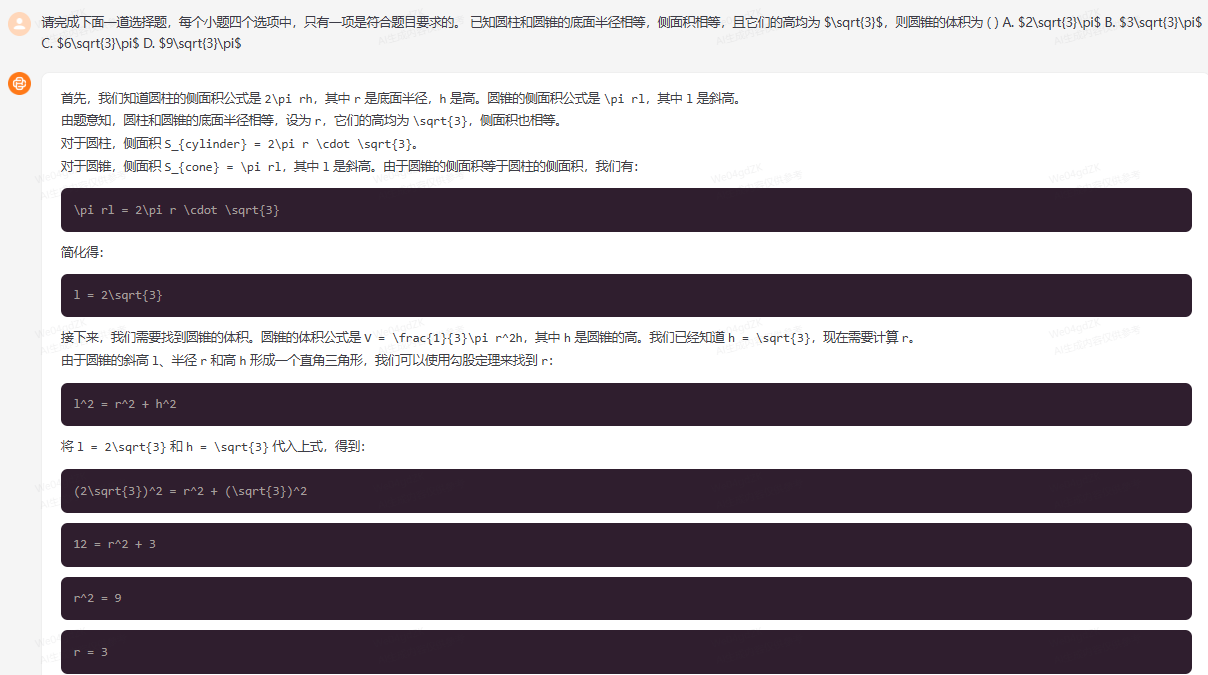 请完成下面一道选择题，每个小题四个选项中，只有一项是符合题目要求的。 已知圆柱和圆锥的底面半径相等，侧面积相等，且它们的高均为 $\sqrt{3}$，则圆锥的体积为 ( ) A. $2\sqrt{3}\pi$ B. $3\sqrt{3}\pi$
C. $6\sqrt{3}\pi$ D. $9\sqrt{3}\pi$
首先，我们知道圆柱的侧面积公式是 2\pi rh，其中 r 是底面半径，h 是高。圆锥的侧面积公式是 \pi rl，其中 l 是斜高。
由题意知，圆柱和圆锥的底面半径相等，设为 r，它们的高均为 \sqrt{3}，侧面积也相等。
对于圆柱，侧面积 S_{cylinder} = 2\pi r \cdot \sqrt{3}。
对于圆锥，侧面积 S_{cone} = \pi rl，其中 l 是斜高。由于圆锥的侧面积等于圆柱的侧面积，我们有：
\pi rl = 2\pi r \cdot \sqrt{3}
简化得：
l = 2\sqrt{3}
接下来，我们需要找到圆锥的体积。圆锥的体积公式是 V = \frac{1}{3}\pi r^2h，其中 h 是圆锥的高。我们已经知道 h = \sqrt{3}，现在需要计算 r。
由于圆锥的斜高 l、半径 r 和高 h 形成一个直角三角形，我们可以使用勾股定理来找到 r：
l^2 = r^2 + h^2
将 l = 2\sqrt{3} 和 h = \sqrt{3} 代入上式，得到：
(2\sqrt{3})^2 = r^2 + (\sqrt{3})^2
12 = r^2 + 3
r^2 = 9
r = 3